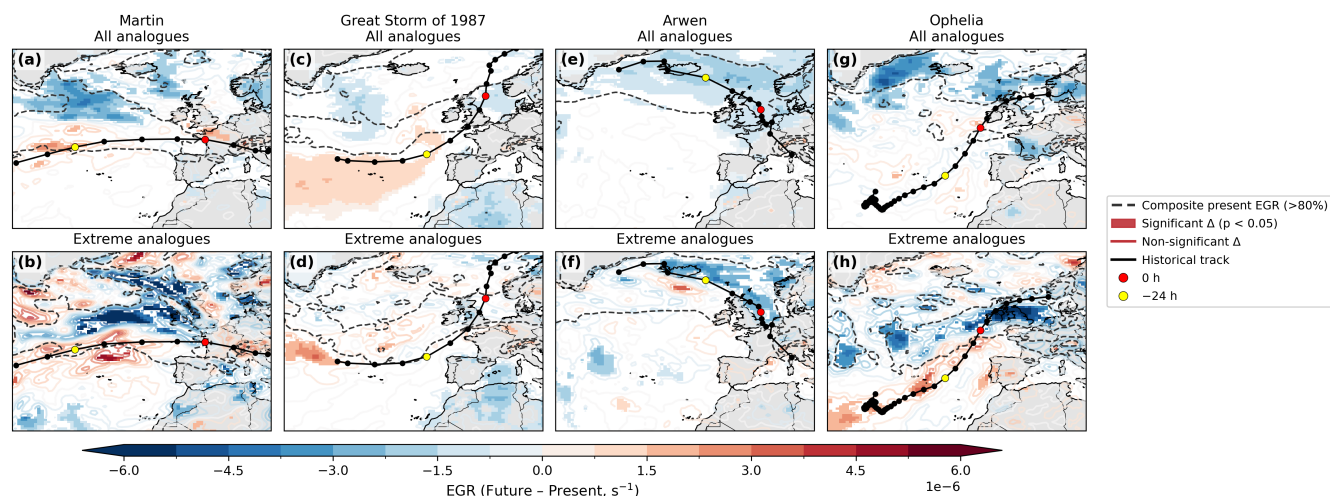 Martin
All analogues
Great Storm of 1987
All analogues
Arwen
All analogues
Ophelia
All analogues
(a)
(c)
(e)
(g)
Extreme analogues
Extreme analogues
Extreme analogues
Extreme analogues
(b)
(d)
(f)
(h)
Composite present EGR (>80%)
Significant Δ (p < 0.05)
Non-significant Δ
Historical track
0 h
−24 h
−6.0 −4.5 −3.0 −1.5 0.0 1.5 3.0 4.5 6.0
1e−6
EGR (Future – Present, s⁻¹)